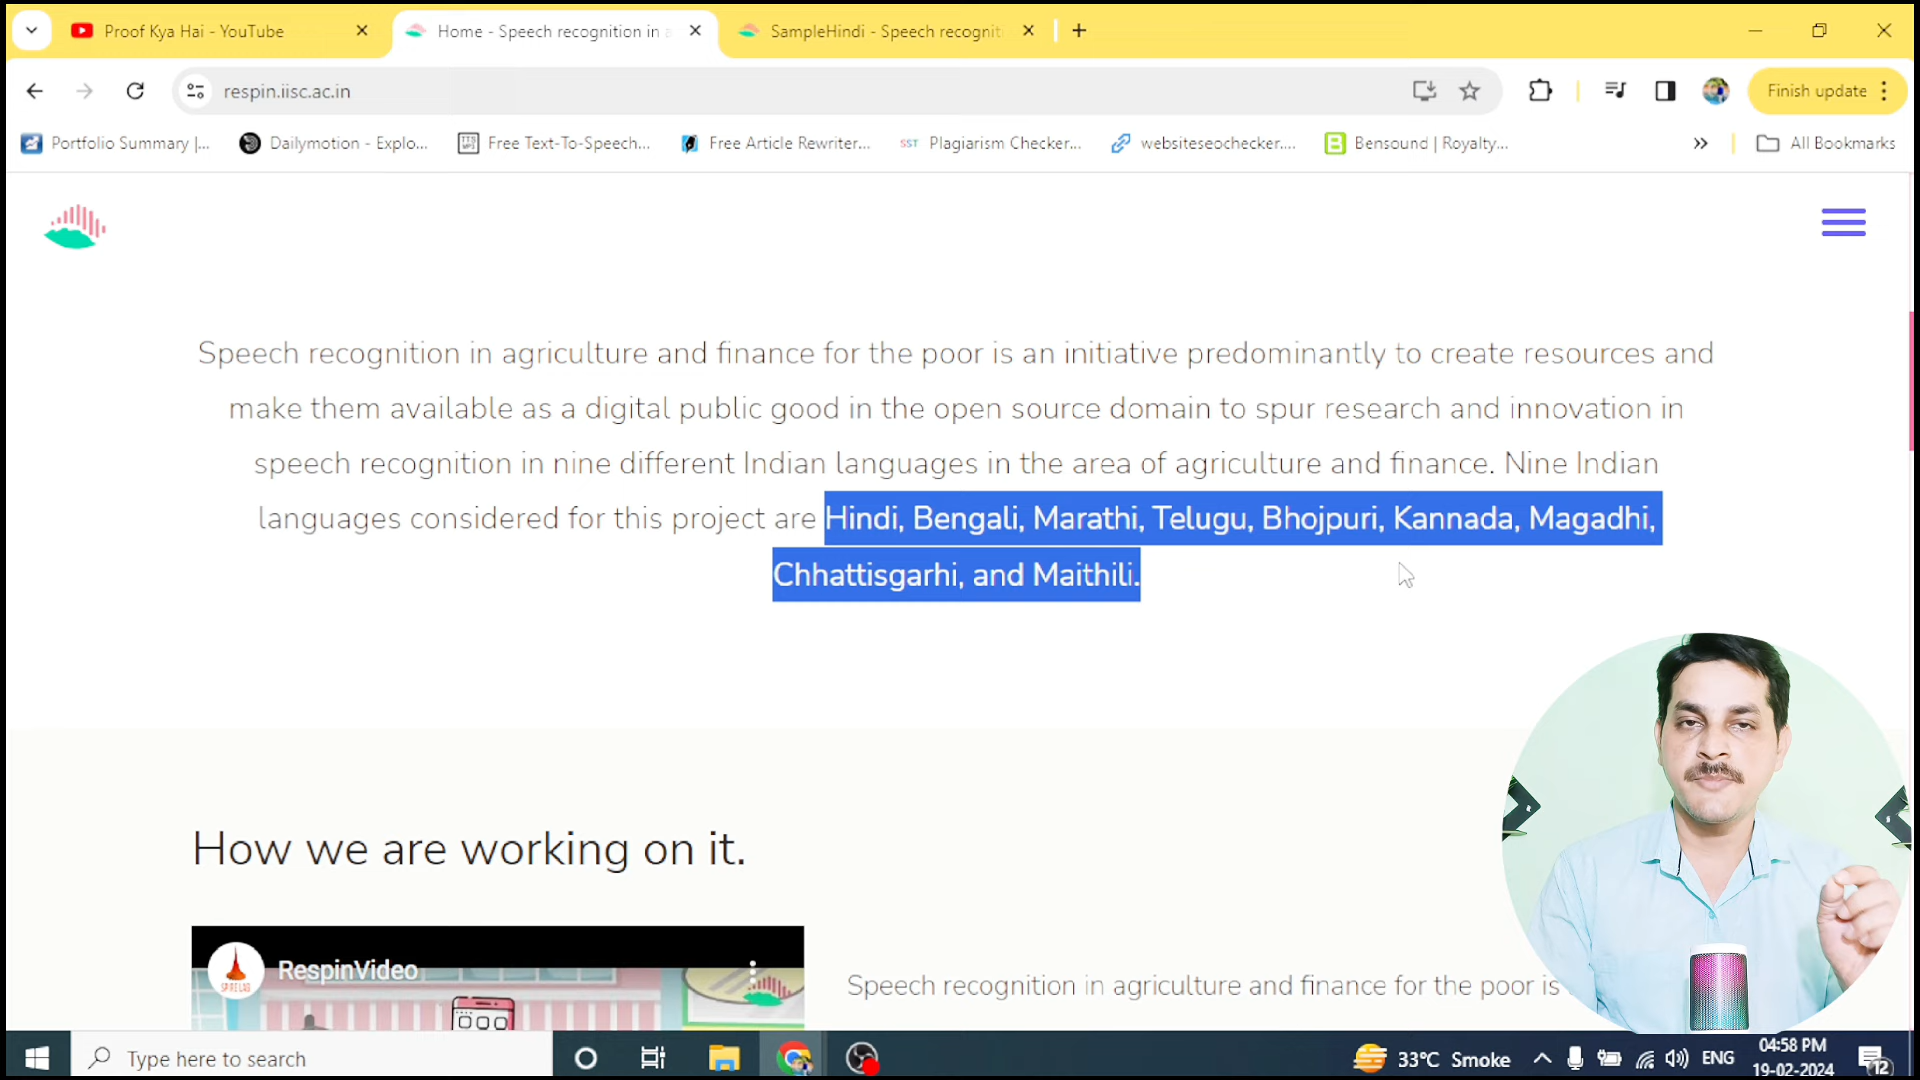 Proof Kya Hai - YouTube
Home - Speech recognition in a
SampleHindi - Speech recognit
respin.iisc.ac.in
Finish update
Portfolio Summary |...
Dailymotion - Explo...
TTS MP3
Free Text-To-Speech...
Free Article Rewriter...
SST
Plagiarism Checker...
websiteseochecker....
Bensound | Royalty...
All Bookmarks
Speech recognition in agriculture and finance for the poor is an initiative predominantly to create resources and
make them available as a digital public good in the open source domain to spur research and innovation in
speech recognition in nine different Indian languages in the area of agriculture and finance. Nine Indian
languages considered for this project are Hindi, Bengali, Marathi, Telugu, Bhojpuri, Kannada, Magadhi,
Chhattisgarhi, and Maithili.
How we are working on it.
SPIRE LAB
RespinVideo
Speech recognition in agriculture and finance for the poor is
Type here to search
33°C Smoke
ENG
04:58 PM
19-02-2024
12